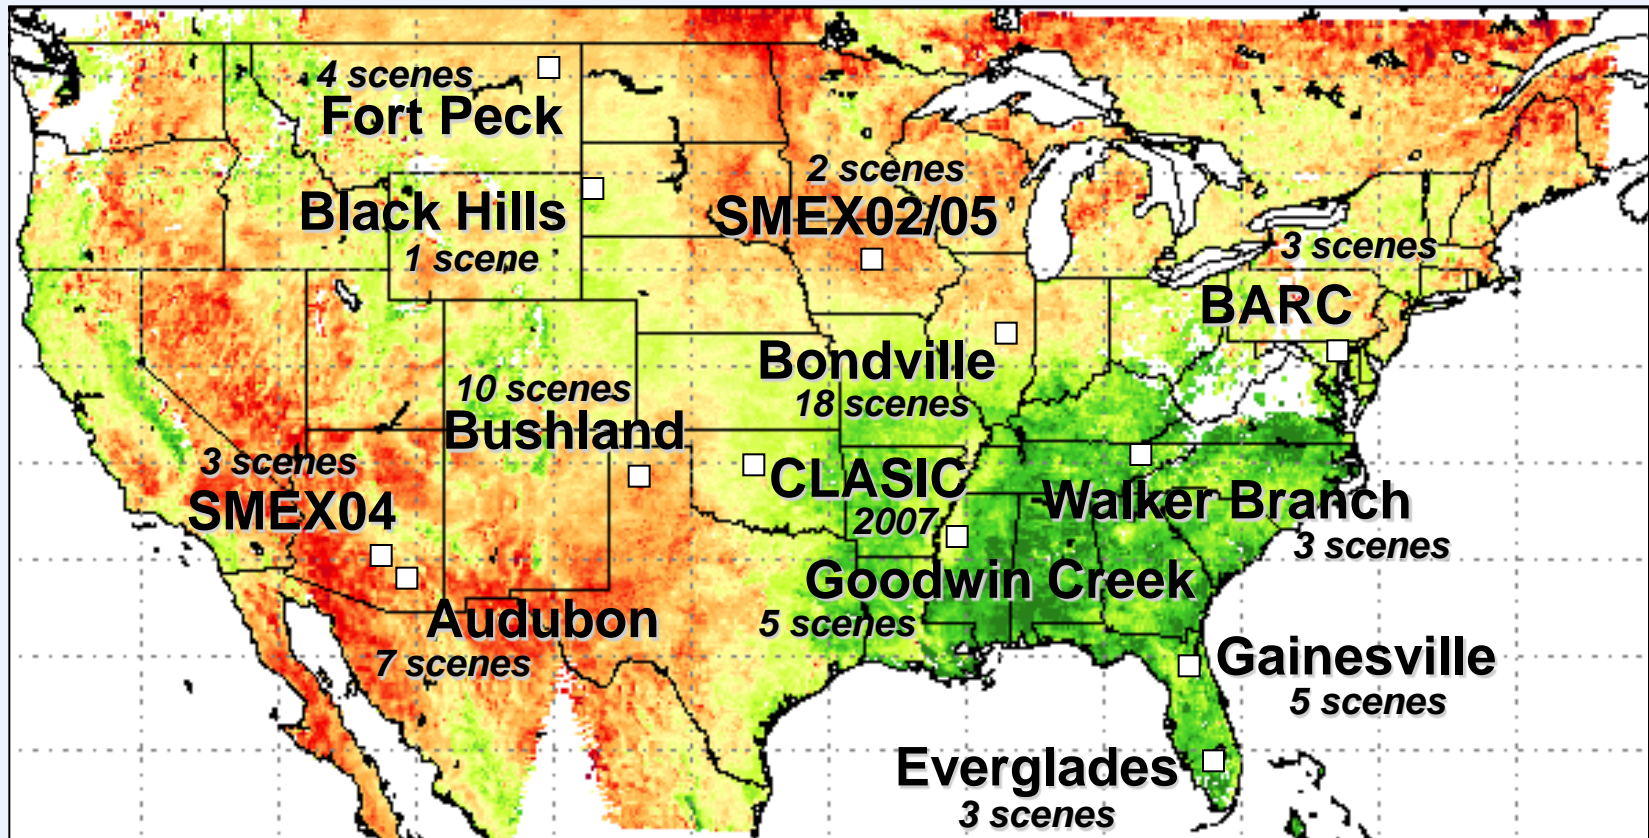 4 scenes
Fort Peck
2 scenes
SMEX02/05
Black Hills
1 scene
3 scenes
BARC
Bondville
18 scenes
10 scenes
Bushland
3 scenes
SMEX04
CLASIC
2007
Walker Branch
3 scenes
Goodwin Creek
5 scenes
Audubon
7 scenes
Gainesville
5 scenes
Everglades
3 scenes